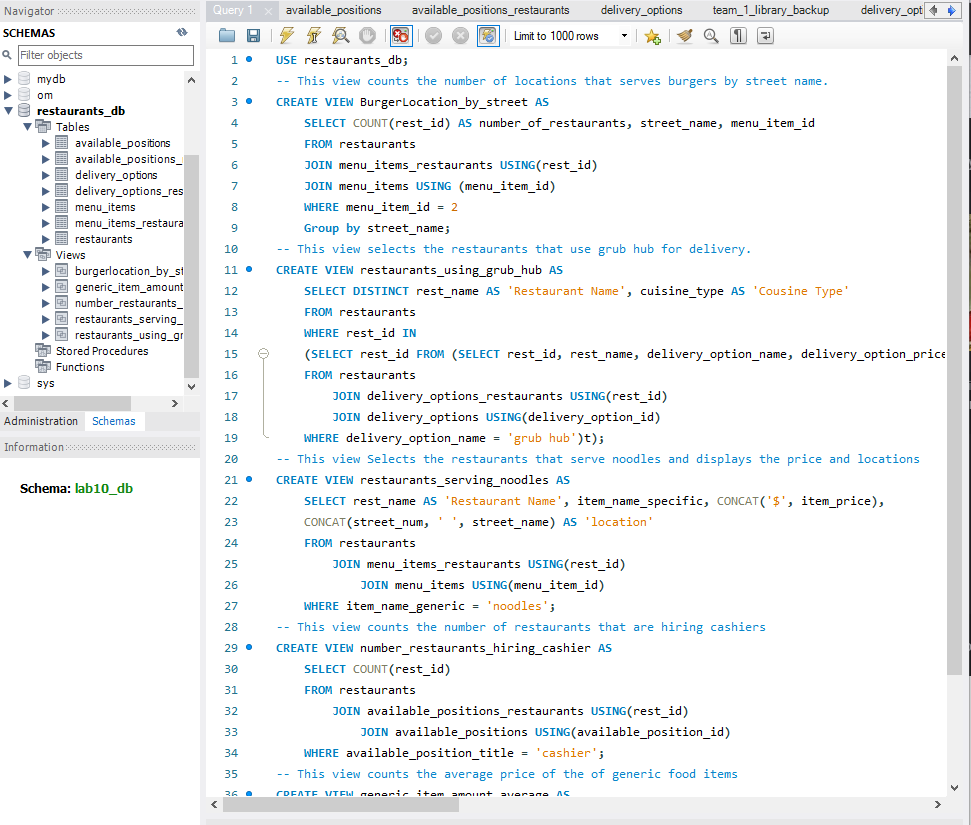 Navigator
SCHEMAS
Filter objects
mydb
om
restaurants_db
Tables
available_positions
available_positions_
delivery_options
delivery_options_res
menu_items
menu_items_restaura
restaurants
Views
burgerlocation_by_st
generic_item_amount
number_restaurants_
restaurants_serving_
restaurants_using_gr
Stored Procedures
Functions
sys
Administration Schemas
Information
Schema: lab10_db
Query 1 available_positions available_positions_restaurants delivery_options team_1_library_backup delivery_opt
Limit to 1000 rows
1 USE restaurants_db;
2 -- This view counts the number of locations that serves burgers by street name.
3 CREATE VIEW BurgerLocation_by_street AS
4 SELECT COUNT(rest_id) AS number_of_restaurants, street_name, menu_item_id
5 FROM restaurants
6 JOIN menu_items_restaurants USING(rest_id)
7 JOIN menu_items USING (menu_item_id)
8 WHERE menu_item_id = 2
9 Group by street_name;
10 -- This view selects the restaurants that use grub hub for delivery.
11 CREATE VIEW restaurants_using_grub_hub AS
12 SELECT DISTINCT rest_name AS 'Restaurant Name', cuisine_type AS 'Cousine Type'
13 FROM restaurants
14 WHERE rest_id IN
15 (SELECT rest_id FROM (SELECT rest_id, rest_name, delivery_option_name, delivery_option_price
16 FROM restaurants
17 JOIN delivery_options_restaurants USING(rest_id)
18 JOIN delivery_options USING(delivery_option_id)
19 WHERE delivery_option_name = 'grub hub')t);
20 -- This view Selects the restaurants that serve noodles and displays the price and locations
21 CREATE VIEW restaurants_serving_noodles AS
22 SELECT rest_name AS 'Restaurant Name', item_name_specific, CONCAT('$', item_price),
23 CONCAT(street_num, ' ', street_name) AS 'location'
24 FROM restaurants
25 JOIN menu_items_restaurants USING(rest_id)
26 JOIN menu_items USING(menu_item_id)
27 WHERE item_name_generic = 'noodles';
28 -- This view counts the number of restaurants that are hiring cashiers
29 CREATE VIEW number_restaurants_hiring_cashier AS
30 SELECT COUNT(rest_id)
31 FROM restaurants
32 JOIN available_positions_restaurants USING(rest_id)
33 JOIN available_positions USING(available_position_id)
34 WHERE available_position_title = 'cashier';
35 -- This view counts the average price of the of generic food items
36 CREATE VIEW generic_item_amount_average AS